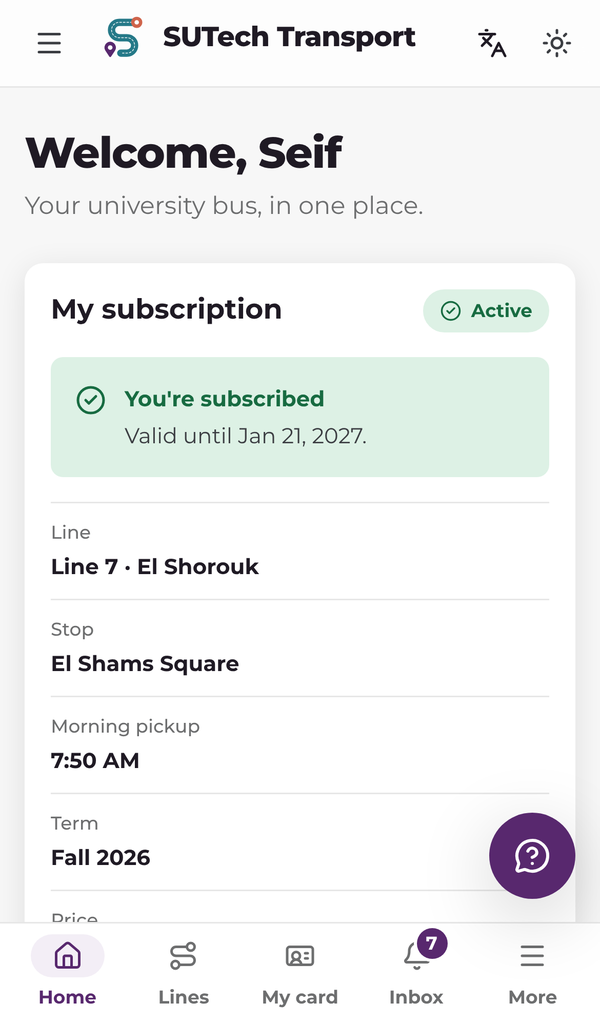 SUTech Transport
Welcome, Seif
Your university bus, in one place.
My subscription
Active
You're subscribed
Valid until Jan 21, 2027.
Line
Line 7 · El Shorouk
Stop
El Shams Square
Morning pickup
7:50 AM
Term
Fall 2026
Price
7
Home
Lines
My card
Inbox
More